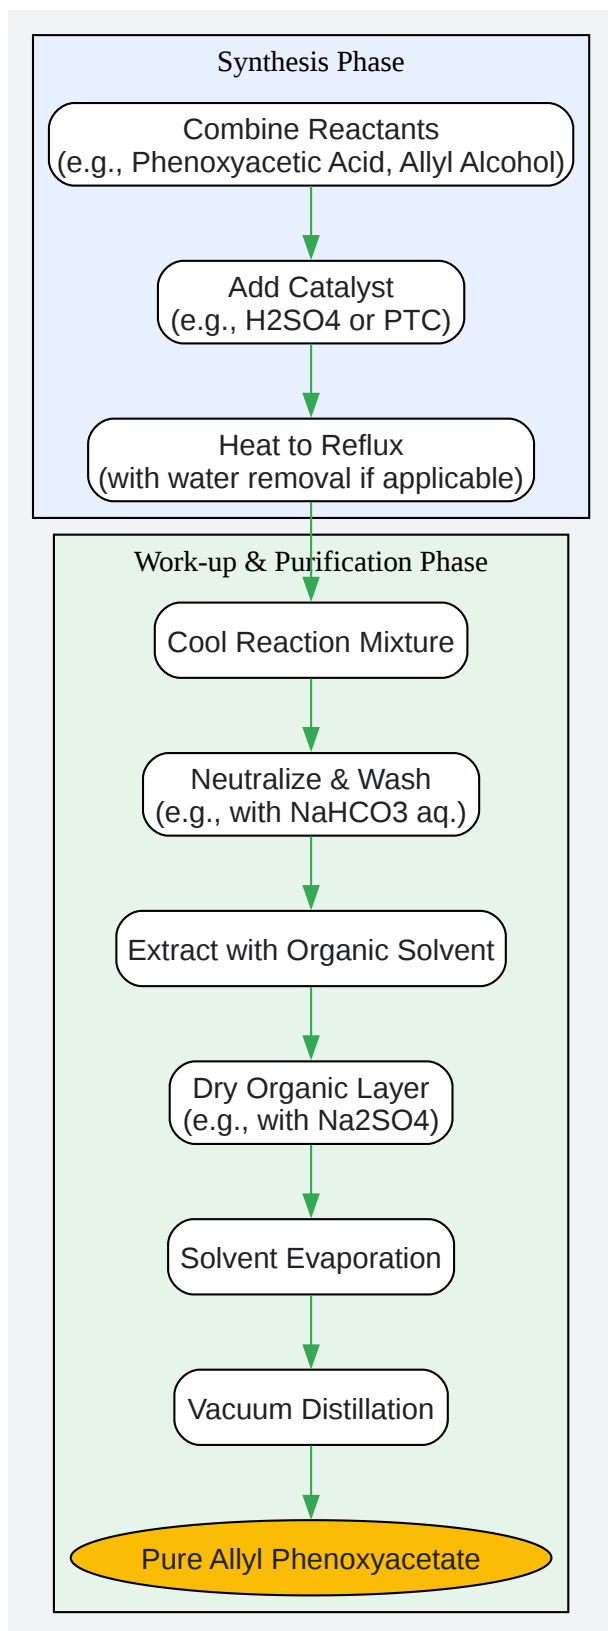 Synthesis Phase
Combine Reactants
(e.g., Phenoxyacetic Acid, Allyl Alcohol)
Add Catalyst
(e.g., H2SO4 or PTC)
Heat to Reflux
(with water removal if applicable)
Work-up & Purification Phase
Cool Reaction Mixture
Neutralize & Wash
(e.g., with NaHCO3 aq.)
Extract with Organic Solvent
Dry Organic Layer
(e.g., with Na2SO4)
Solvent Evaporation
Vacuum Distillation
Pure Allyl Phenoxyacetate